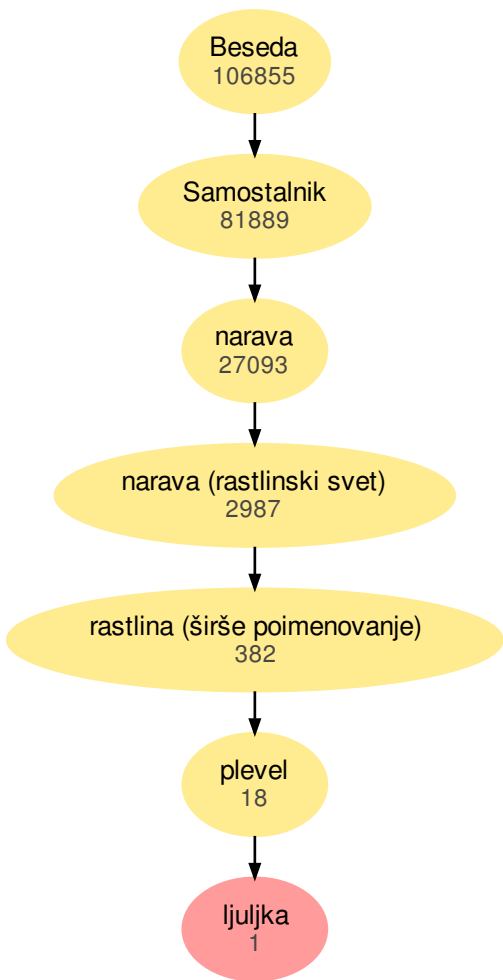 Beseda
106855
Samostalnik
81889
narava
27093
narava (rastlinski svet)
2987
rastlina (širše poimenovanje)
382
plevel
18
ljuljka
1